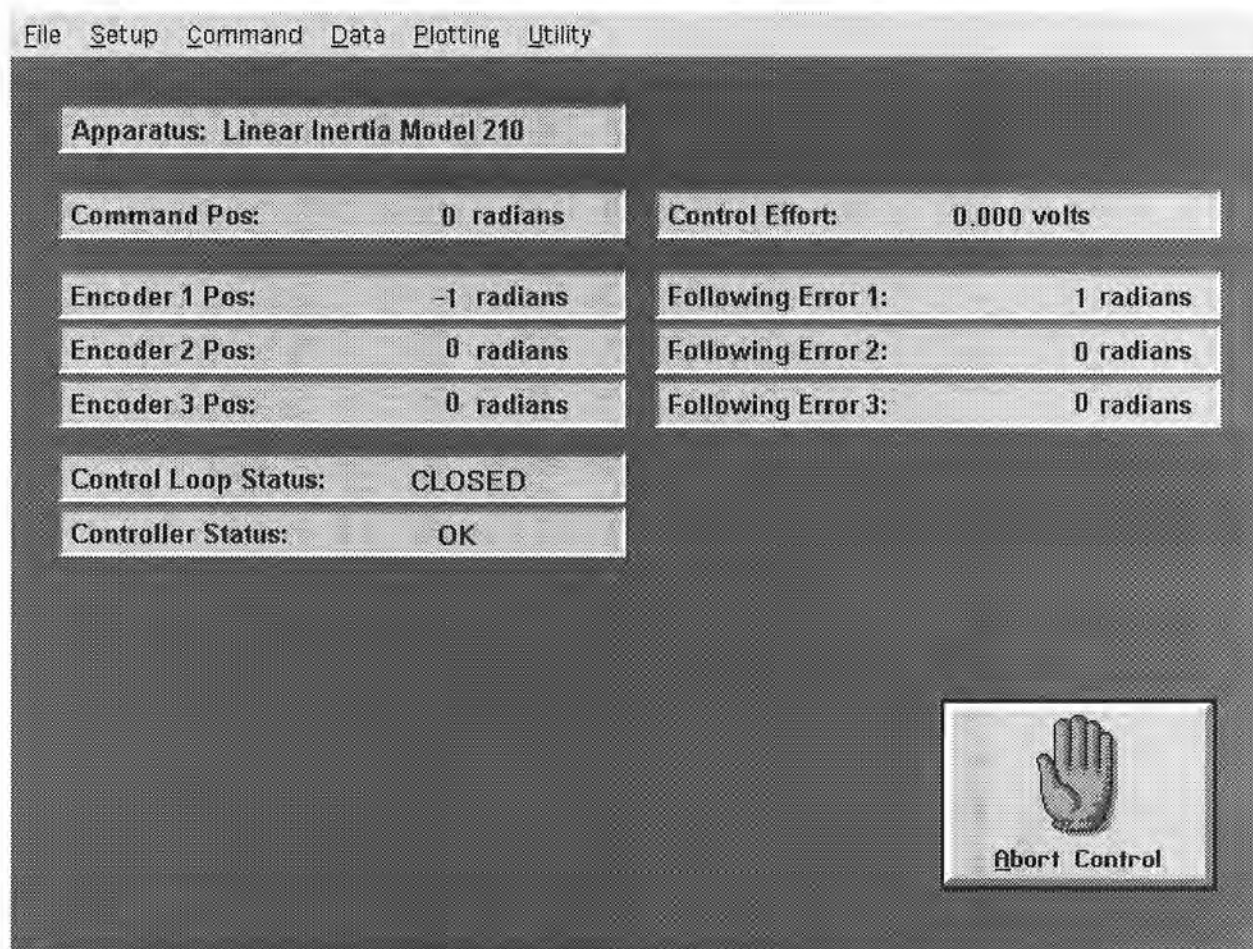 File Setup Command Data Plotting Utility
Apparatus: Linear Inertia Model 210
Command Pos: 0 radians
Control Effort: 0.000 volts
Encoder 1 Pos: -1 radians
Following Error 1: 1 radians
Encoder 2 Pos: 0 radians
Following Error 2: 0 radians
Encoder 3 Pos: 0 radians
Following Error 3: 0 radians
Control Loop Status: CLOSED
Controller Status: OK
Abort Control